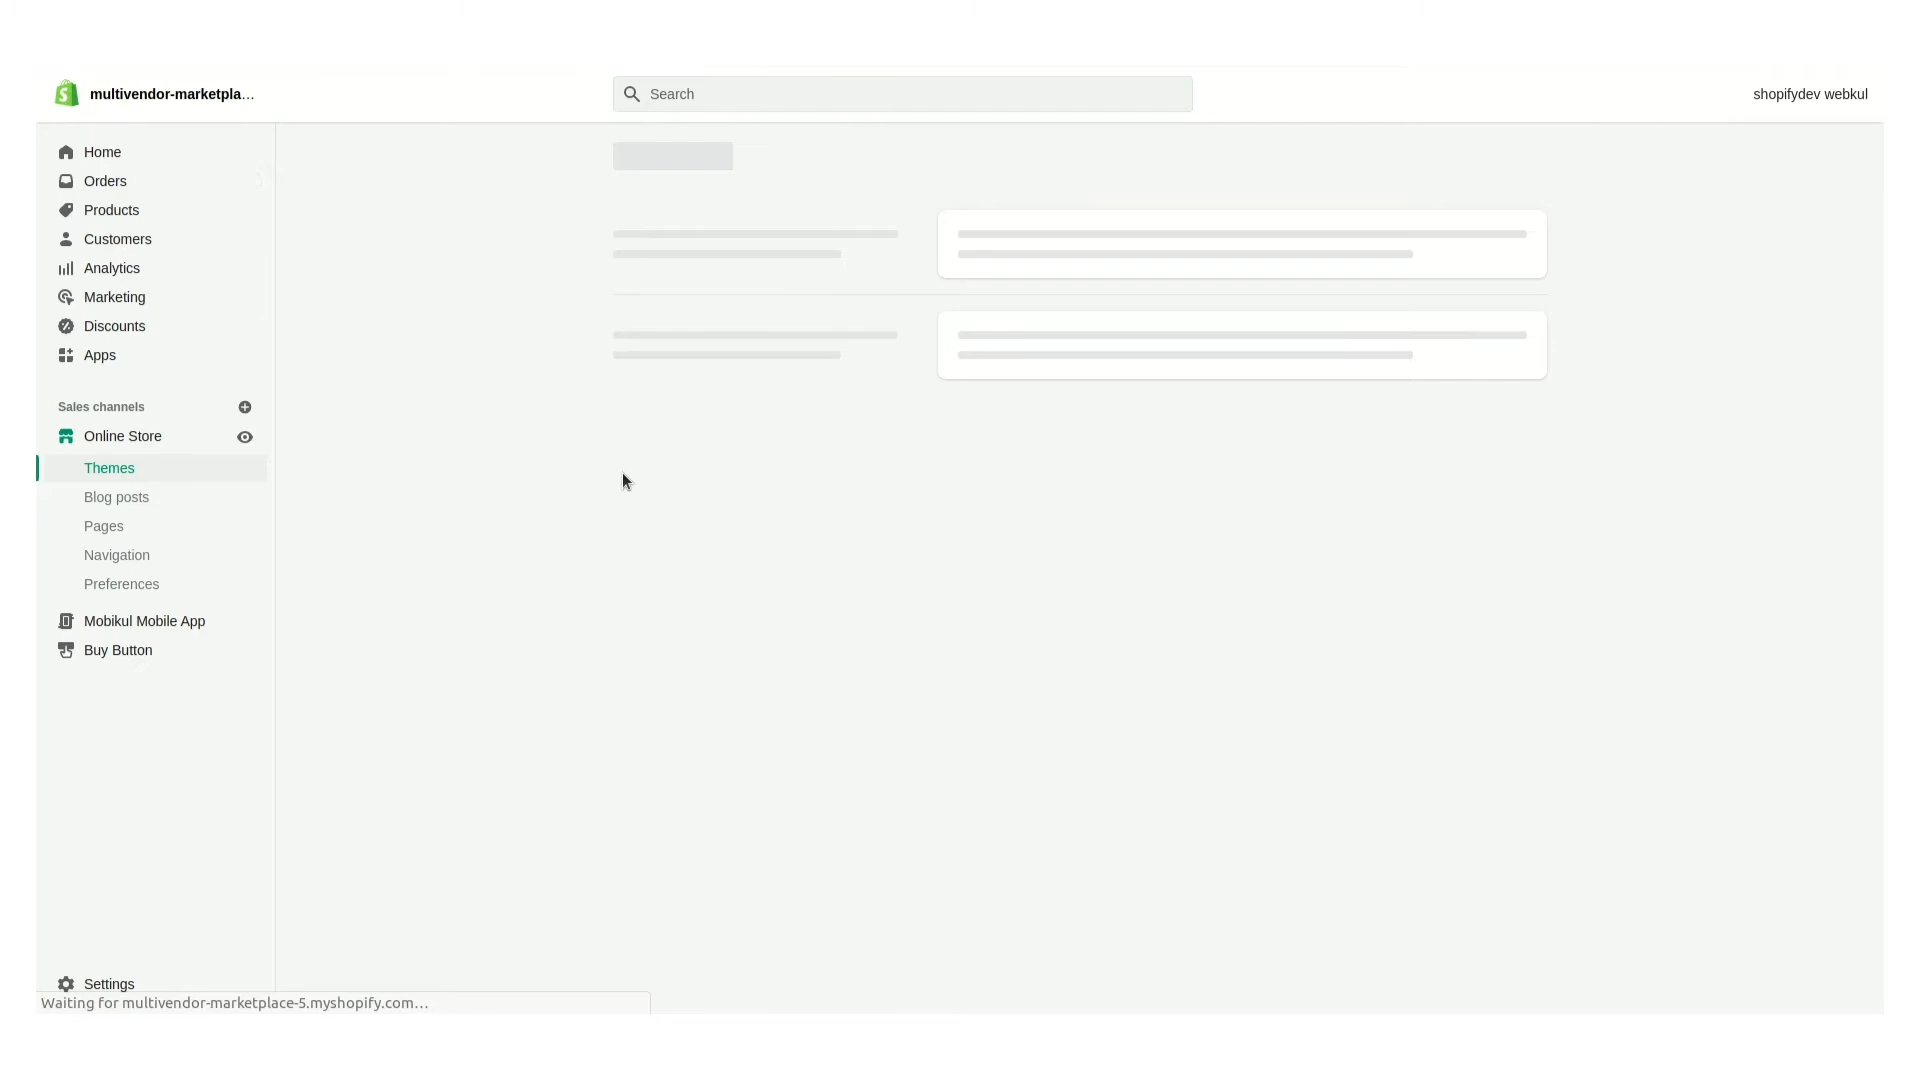 multivendor-marketpla...
Search
shopifydev webkul
Home
Orders
Products
Customers
Analytics
Marketing
Discounts
Apps
Sales channels
Online Store
Themes
Blog posts
Pages
Navigation
Preferences
Mobikul Mobile App
Buy Button
Settings
Waiting for multivendor-marketplace-5.myshopify.com...